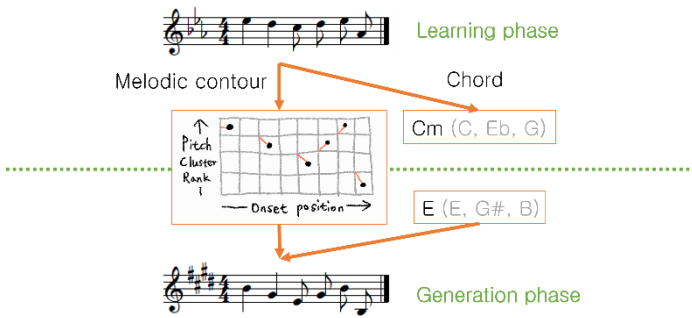 Learning phase
Melodic contour
Chord
Cm (C, Eb, G)
Pitch
Cluster
Rank
Onset position
E (E, G#, B)
Generation phase